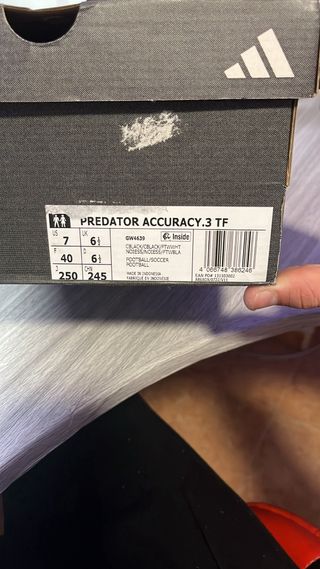 PREDATOR ACCURACY.3 TF
US 7 UK 6½
F 40 D 6½
J 250 CHN 245
GW4639
Inside
CBLACK/CBLACK/FTWWHT
NOIESS/NOIESS/FTWBLA
FOOTBALL/SOCCER
FOOTBALL
MADE IN INDONESIA
FABRIQUE EN INDONESIE
4 066748 386246